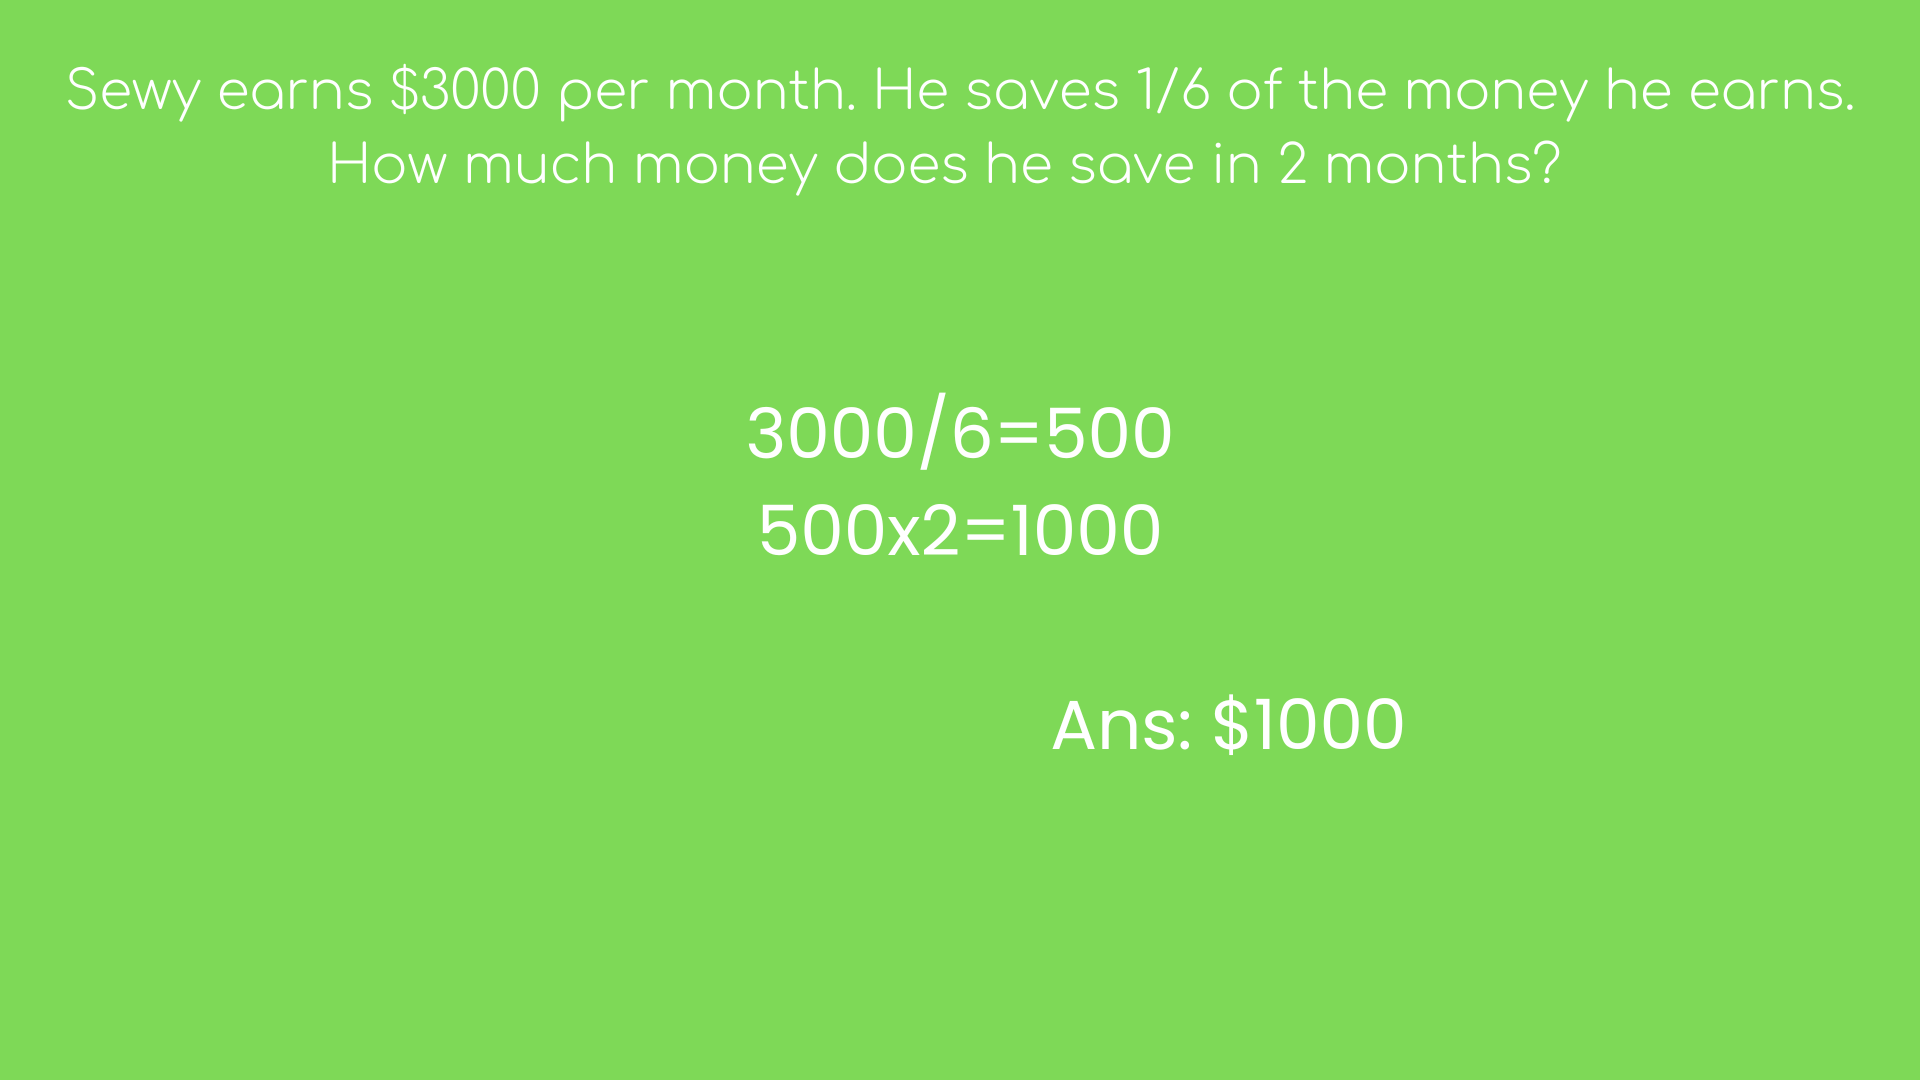 Sewy earns $3000 per month. He saves 1/6 of the money he earns.
How much money does he save in 2 months?
3000/6=500
500x2=1000
Ans: $1000